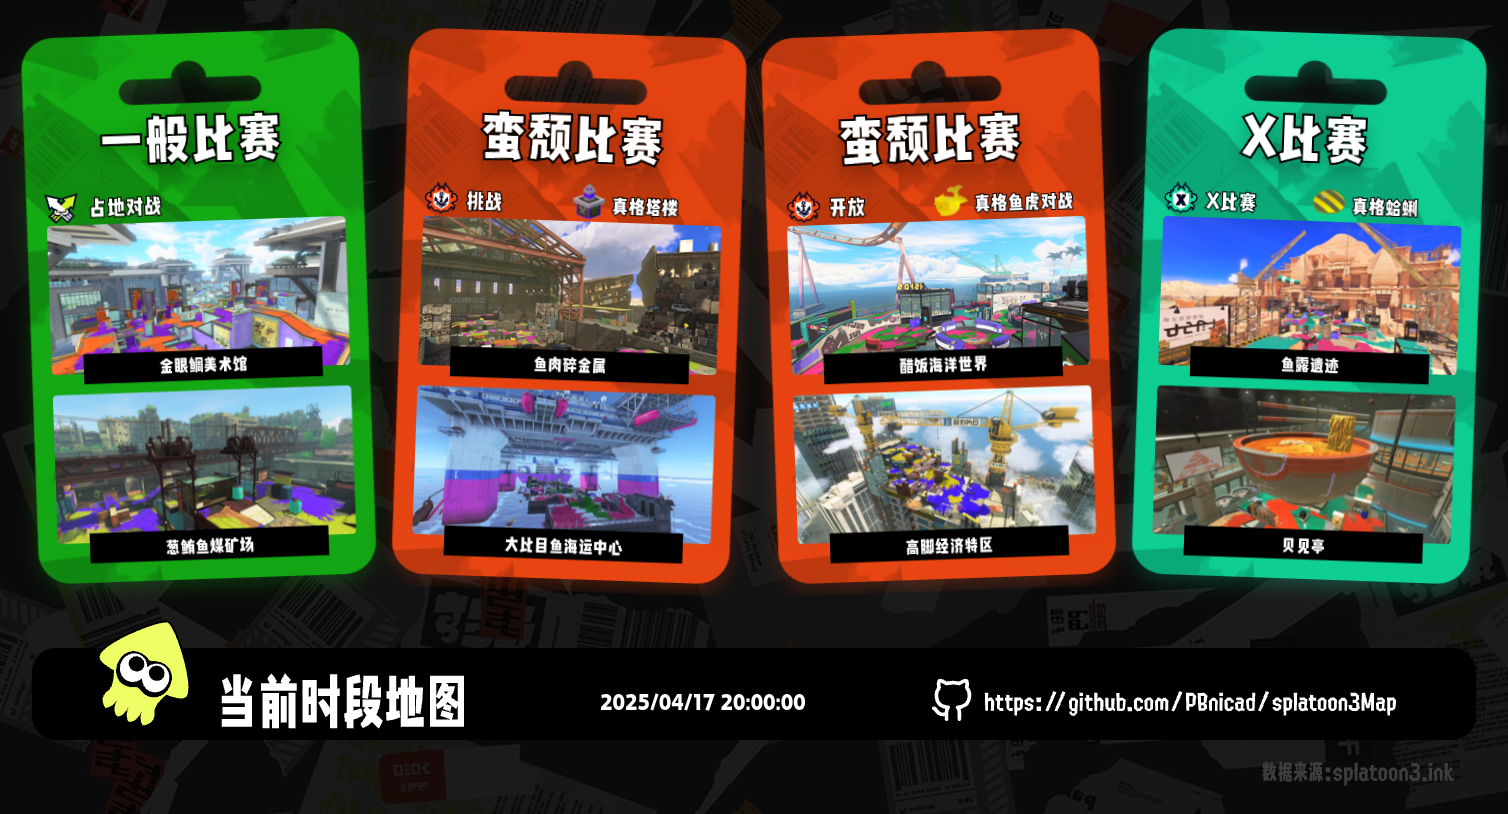 一般比赛
占地对战
金眼鲷美术馆
葱鲔鱼煤矿场
蛮颓比赛
挑战
真格塔楼
鱼肉碎金属
大比目鱼海运中心
蛮颓比赛
开放
真格鱼虎对战
醋饭海洋世界
高脚经济特区
X比赛
X比赛
真格蛤蜊
鱼露遗迹
贝见亭
当前时段地图
2025/04/17 20:00:00
https://github.com/PBnicad/splatoon3Map
数据来源:splatoon3.ink